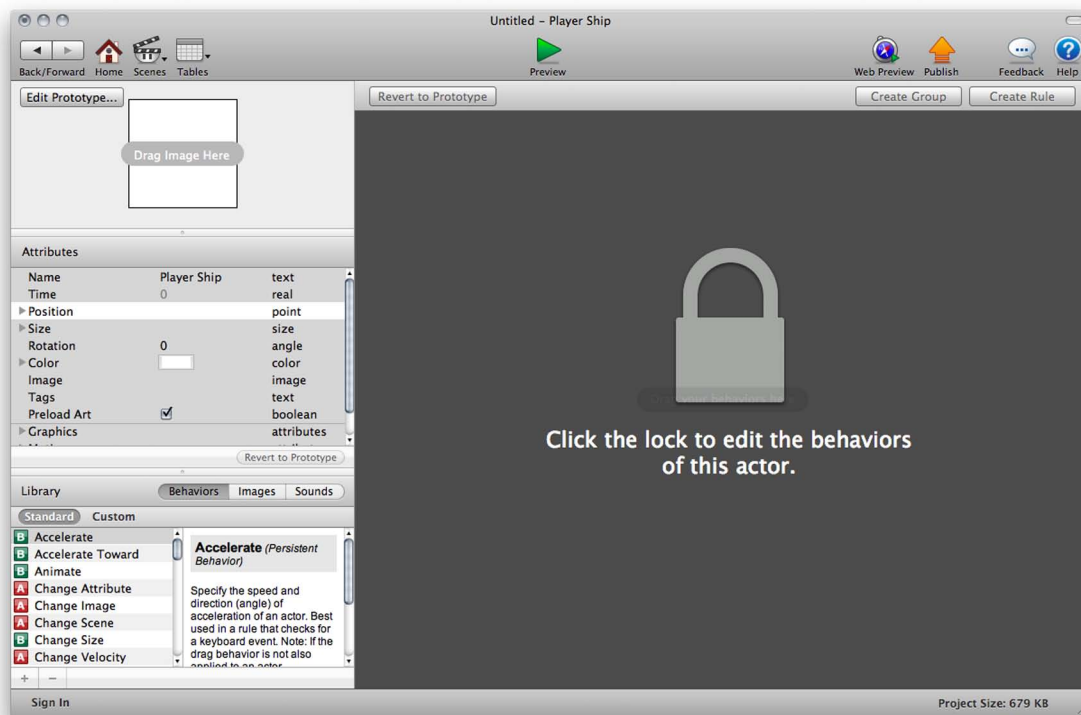 Untitled – Player Ship
Back/Forward Home Scenes Tables
Preview
Web Preview Publish Feedback Help
Edit Prototype...
Revert to Prototype
Create Group Create Rule
Drag Image Here
Attributes
Name Player Ship text
Time 0 real
Position point
Size size
Rotation 0 angle
Color color
Image image
Tags text
Preload Art boolean
Graphics attributes
Revert to Prototype
Click the lock to edit the behaviors
of this actor.
Library Behaviors Images Sounds
Standard Custom
B Accelerate
B Accelerate Toward
B Animate
A Change Attribute
A Change Image
A Change Scene
B Change Size
A Change Velocity
Accelerate (Persistent
Behavior)
Specify the speed and
direction (angle) of
acceleration of an actor. Best
used in a rule that checks for
a keyboard event. Note: If the
drag behavior is not also
applied to an actor
Sign In
Project Size: 679 KB